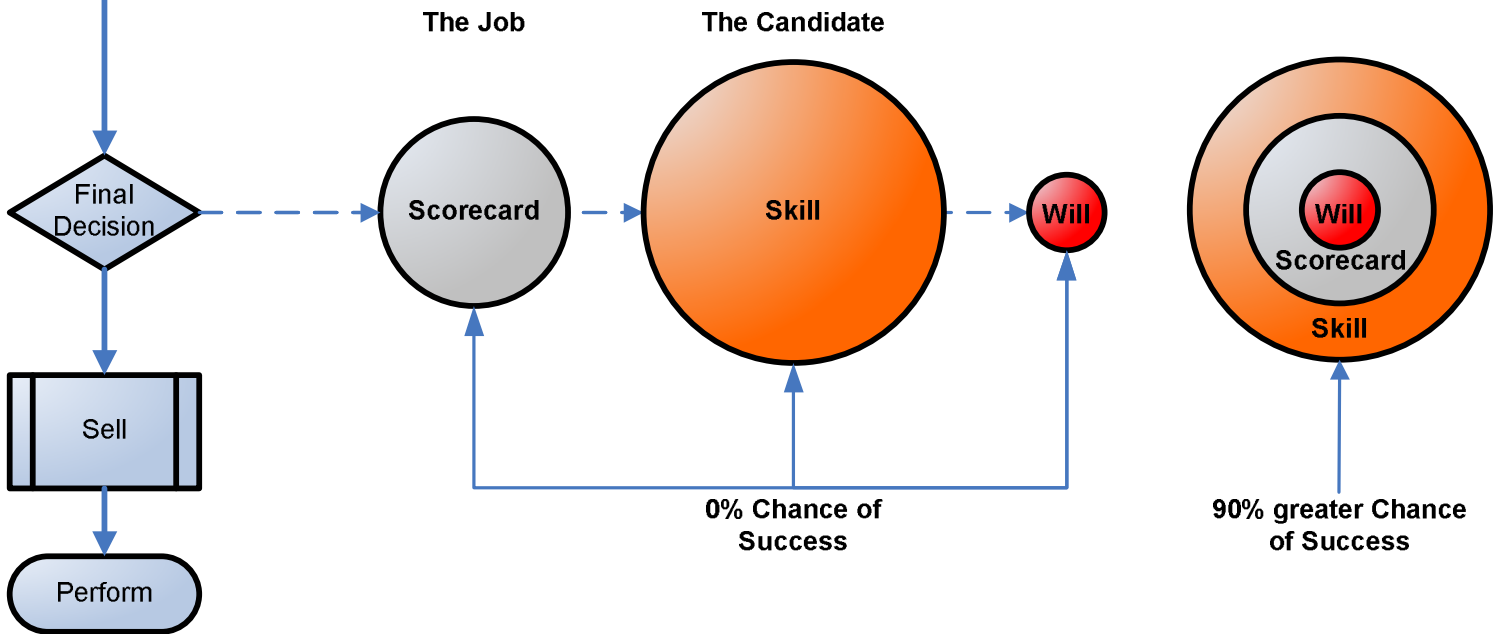 The Job
The Candidate
Final
Decision
Scorecard
Skill
Will
Will
Scorecard
Skill
Sell
0% Chance of
Success
90% greater Chance
of Success
Perform